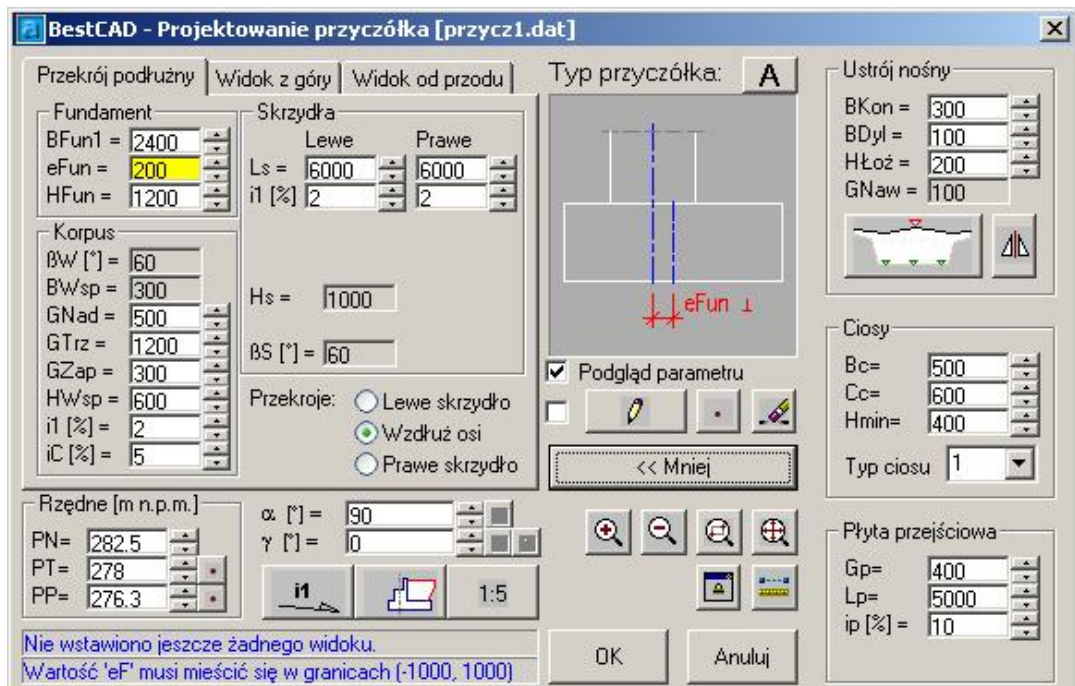 BestCAD - Projektowanie przyczółka [przycz1.dat]
Przekrój podłużny
Widok z góry
Widok od przodu
Fundament
BFun1 = 2400
eFun = 200
HFun = 1200
Skrzydła
Lewe Prawe
Ls = 6000 6000
i1 [%] 2 2
Hs = 1000
ßS [°] = 60
Korpus
ßW [°] = 60
BWsp = 300
GNad = 500
GTrz = 1200
GZap = 300
HWsp = 600
i1 [%] = 2
iC [%] = 5
Przekroje:
Lewe skrzydło
Wzdłuż osi
Prawe skrzydło
Rzędne [m n.p.m.]
PN= 282.5
PT= 278
PP= 276.3
α [°] = 90
γ [°] = 0
i1
1:5
Nie wstawiono jeszcze żadnego widoku.
Wartość 'eF' musi mieścić się w granicach (-1000, 1000)
Typ przyczółka: A
eFun ⊥
Podgląd parametru
<< Mniej
OK
Anuluj
Ustrój nośny
BKon = 300
BDyl = 100
HŁoż = 200
GNaw = 100
Ciosy
Bc= 500
Cc= 600
Hmin= 400
Typ ciosu 1
Płyta przejściowa
Gp= 400
Lp= 5000
ip [%] = 10